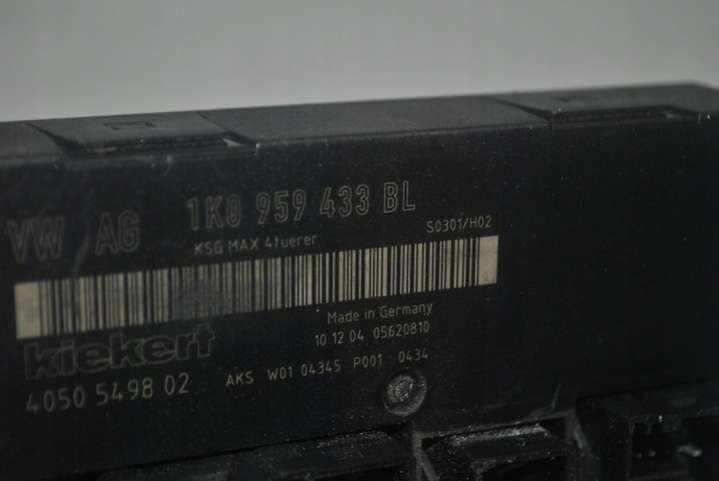 VW AG 1K0 959 433 BL
KSG MAX 4tuerer S0301/H02
Made in Germany
kiekert 10 12 04 05620810
40505 5498 02 AKS W01 04345 P001 0434